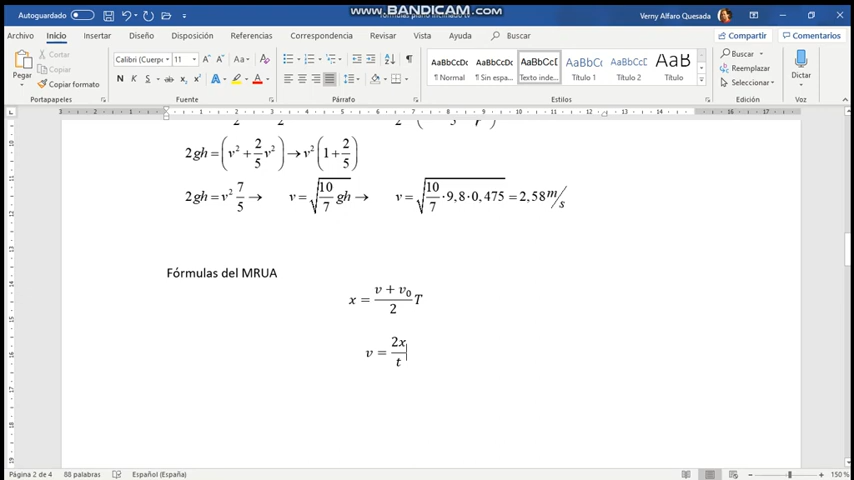 www.BANDICAM.com
Autoguardado
Verny Alfaro Quesada
Archivo Inicio Insertar Diseño Disposición Referencias Correspondencia Revisar Vista Ayuda Buscar Compartir Comentarios
Pegar
Cortar
Copiar
Copiar formato
Calibri (Cuerpo 11
N K S
AaBbCcDc AaBbCcDc AaBbCcI AaBbCcD AaBbCcD AaB
¶ Normal ¶ Sin espa... Texto inde... Título 1 Título 2 Título
Buscar
Reemplazar
Seleccionar
Dictar
Portapapeles Fuente Párrafo Estilos Edición Voz
2gh = (v² + 2/5 v²) → v² (1 + 2/5)
2gh = v² 7/5 → v = √(10/7 gh) → v = √(10/7 · 9,8 · 0,475) = 2,58 m/s
Fórmulas del MRUA
x = (v + v₀)/2 T
v = 2x/t
Página 2 de 4 88 palabras Español (España) 150 %